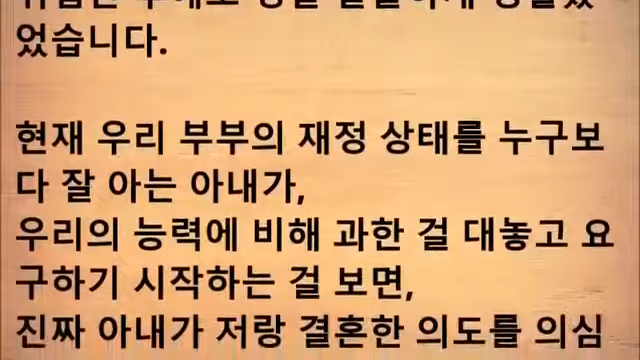 었습니다.
현재 우리 부부의 재정 상태를 누구보
다 잘 아는 아내가,
우리의 능력에 비해 과한 걸 대놓고 요
구하기 시작하는 걸 보면,
진짜 아내가 저랑 결혼한 의도를 의심